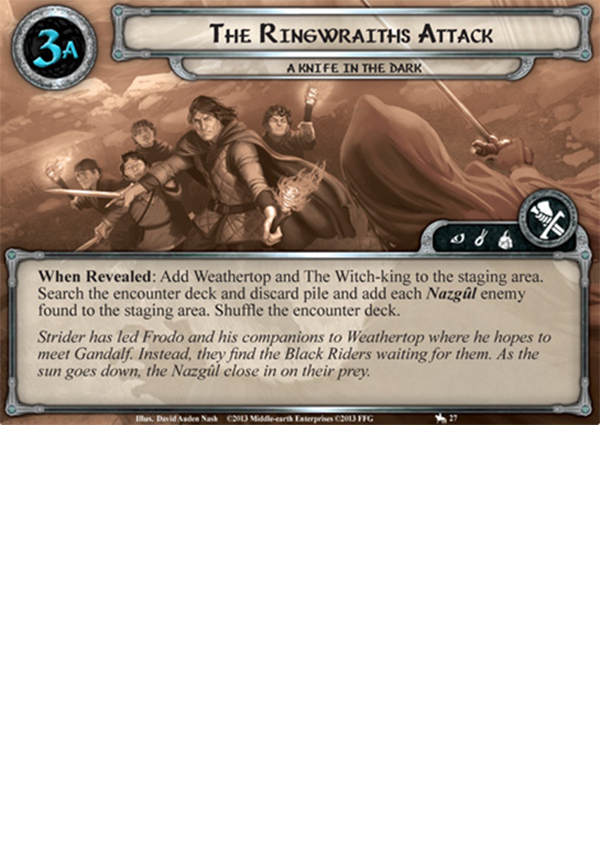 3A
The Ringwraiths Attack
A Knife in the Dark
When Revealed: Add Weathertop and The Witch-king to the staging area.
Search the encounter deck and discard pile and add each Nazgûl enemy
found to the staging area. Shuffle the encounter deck.
Strider has led Frodo and his companions to Weathertop where he hopes to
meet Gandalf. Instead, they find the Black Riders waiting for them. As the
sun goes down, the Nazgûl close in on their prey.
Illus. David Auden Nash ©2013 Middle-earth Enterprises ©2013 FFG 27